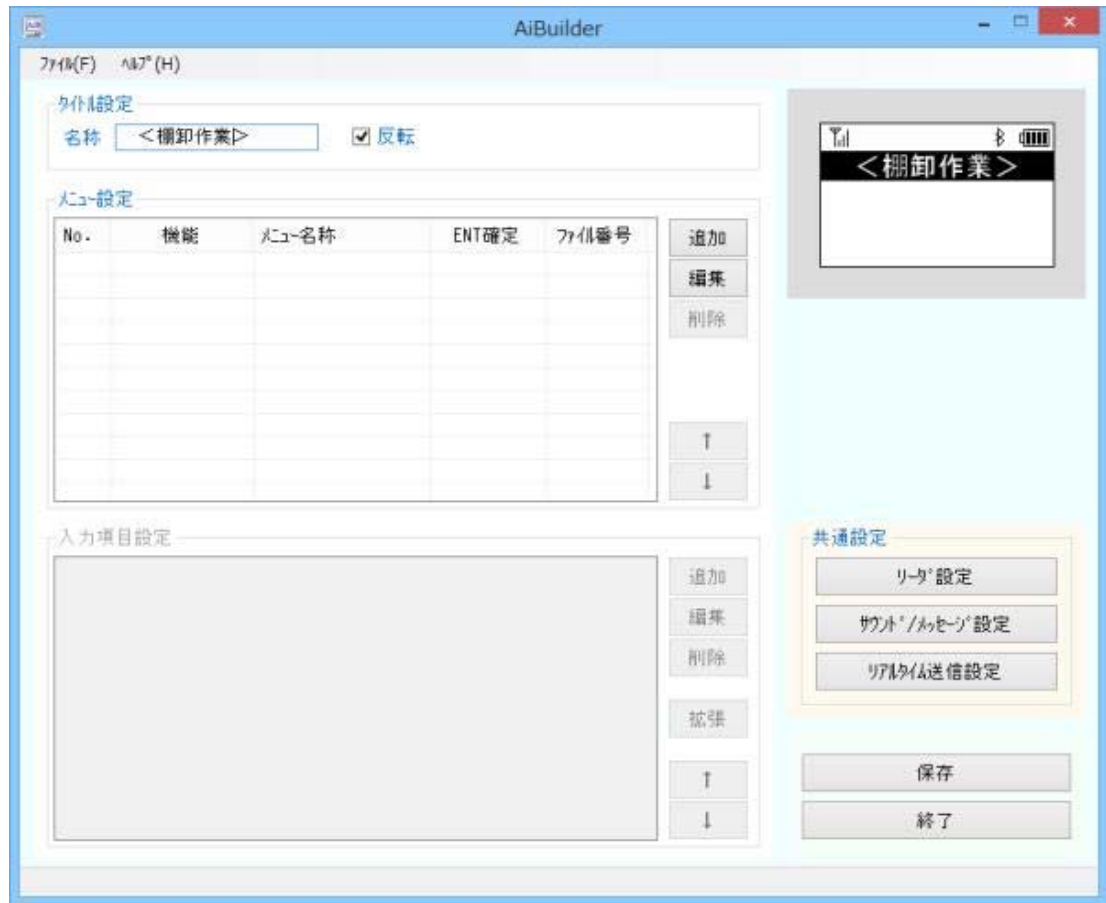 AiBuilder
ﾌｧｲﾙ(F) ﾍﾙﾌﾟ(H)
ﾀｲﾄﾙ設定
名称 ＜棚卸作業＞ 反転
ﾒﾆｭｰ設定
No. 機能 ﾒﾆｭｰ名称 ENT確定 ﾌｧｲﾙ番号
追加
編集
削除
↑
↓
＜棚卸作業＞
入力項目設定
追加
編集
削除
拡張
↑
↓
共通設定
ﾘｰﾀﾞ設定
ｻｳﾝﾄﾞ/ﾒｯｾｰｼﾞ設定
ﾘｱﾙﾀｲﾑ送信設定
保存
終了